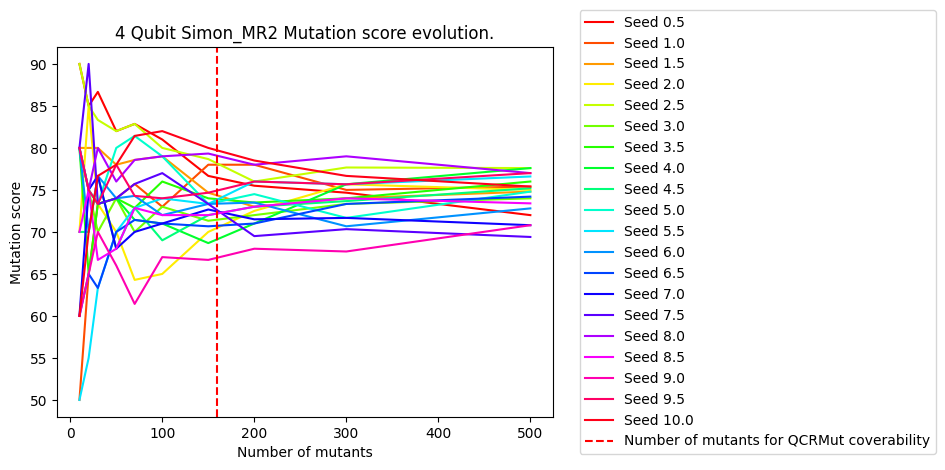 4 Qubit Simon_MR2 Mutation score evolution.
Mutation score
90
85
80
75
70
65
60
55
50
0
100
200
300
400
500
Number of mutants
Seed 0.5
Seed 1.0
Seed 1.5
Seed 2.0
Seed 2.5
Seed 3.0
Seed 3.5
Seed 4.0
Seed 4.5
Seed 5.0
Seed 5.5
Seed 6.0
Seed 6.5
Seed 7.0
Seed 7.5
Seed 8.0
Seed 8.5
Seed 9.0
Seed 9.5
Seed 10.0
Number of mutants for QCRMut coverability